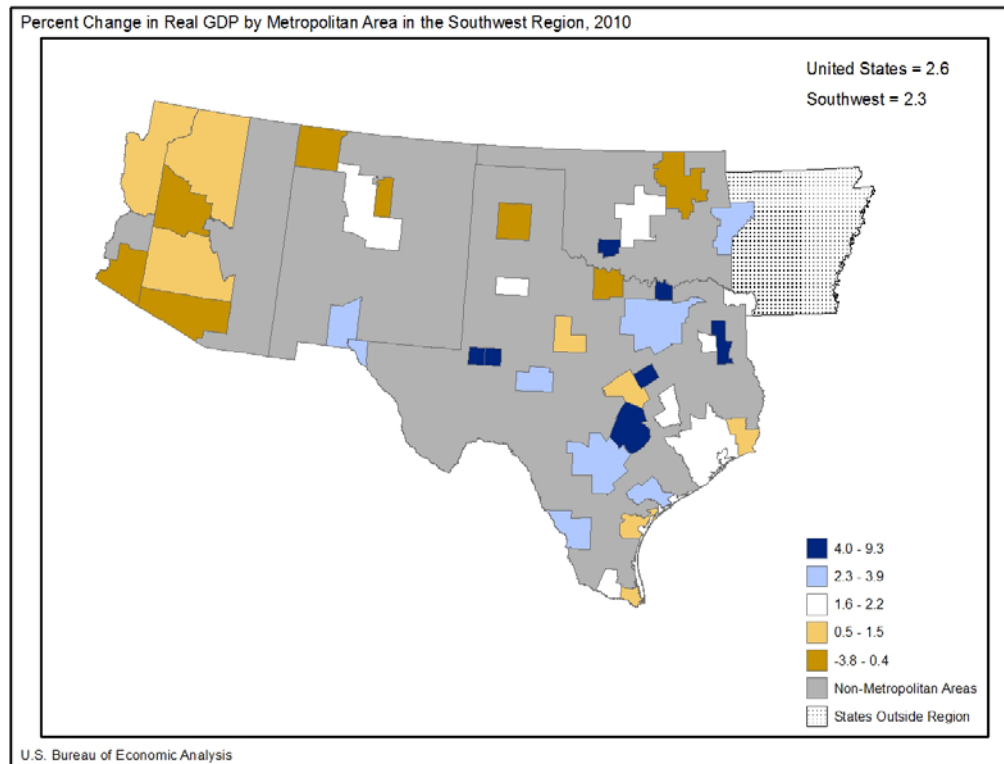 Percent Change in Real GDP by Metropolitan Area in the Southwest Region, 2010
United States = 2.6
Southwest = 2.3
4.0 - 9.3
2.3 - 3.9
1.6 - 2.2
0.5 - 1.5
-3.8 - 0.4
Non-Metropolitan Areas
States Outside Region
U.S. Bureau of Economic Analysis